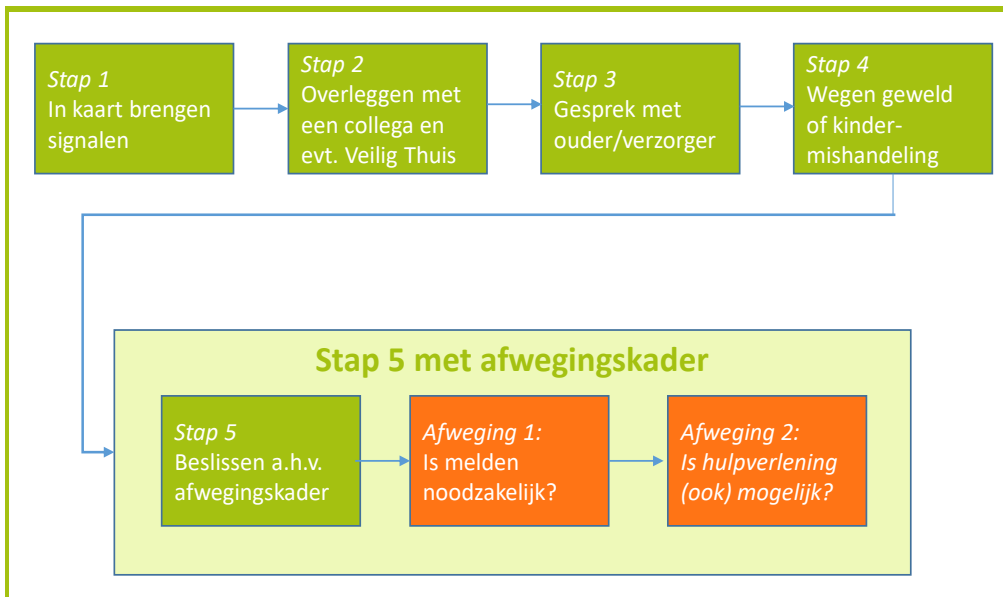 Stap 1
In kaart brengen
signalen
Stap 2
Overleggen met
een collega en
evt. Veilig Thuis
Stap 3
Gesprek met
ouder/verzorger
Stap 4
Wegen geweld
of kinder-
mishandeling
Stap 5 met afwegingskader
Stap 5
Beslissen a.h.v.
afwegingskader
Afweging 1:
Is melden
noodzakelijk?
Afweging 2:
Is hulpverlening
(ook) mogelijk?